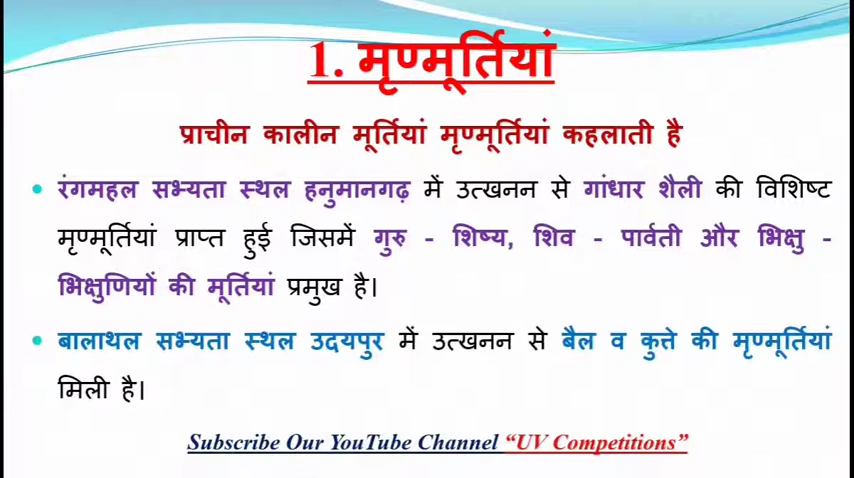 1. मृण्मूर्तियां
प्राचीन कालीन मूर्तियां मृण्मूर्तियां कहलाती है
• रंगमहल सभ्यता स्थल हनुमानगढ़ में उत्खनन से गांधार शैली की विशिष्ट
मृण्मूर्तियां प्राप्त हुई जिसमें गुरु - शिष्य, शिव - पार्वती और भिक्षु -
भिक्षुणियों की मूर्तियां प्रमुख है।
• बालाथल सभ्यता स्थल उदयपुर में उत्खनन से बैल व कुत्ते की मृण्मूर्तियां
मिली है।
Subscribe Our YouTube Channel “UV Competitions”